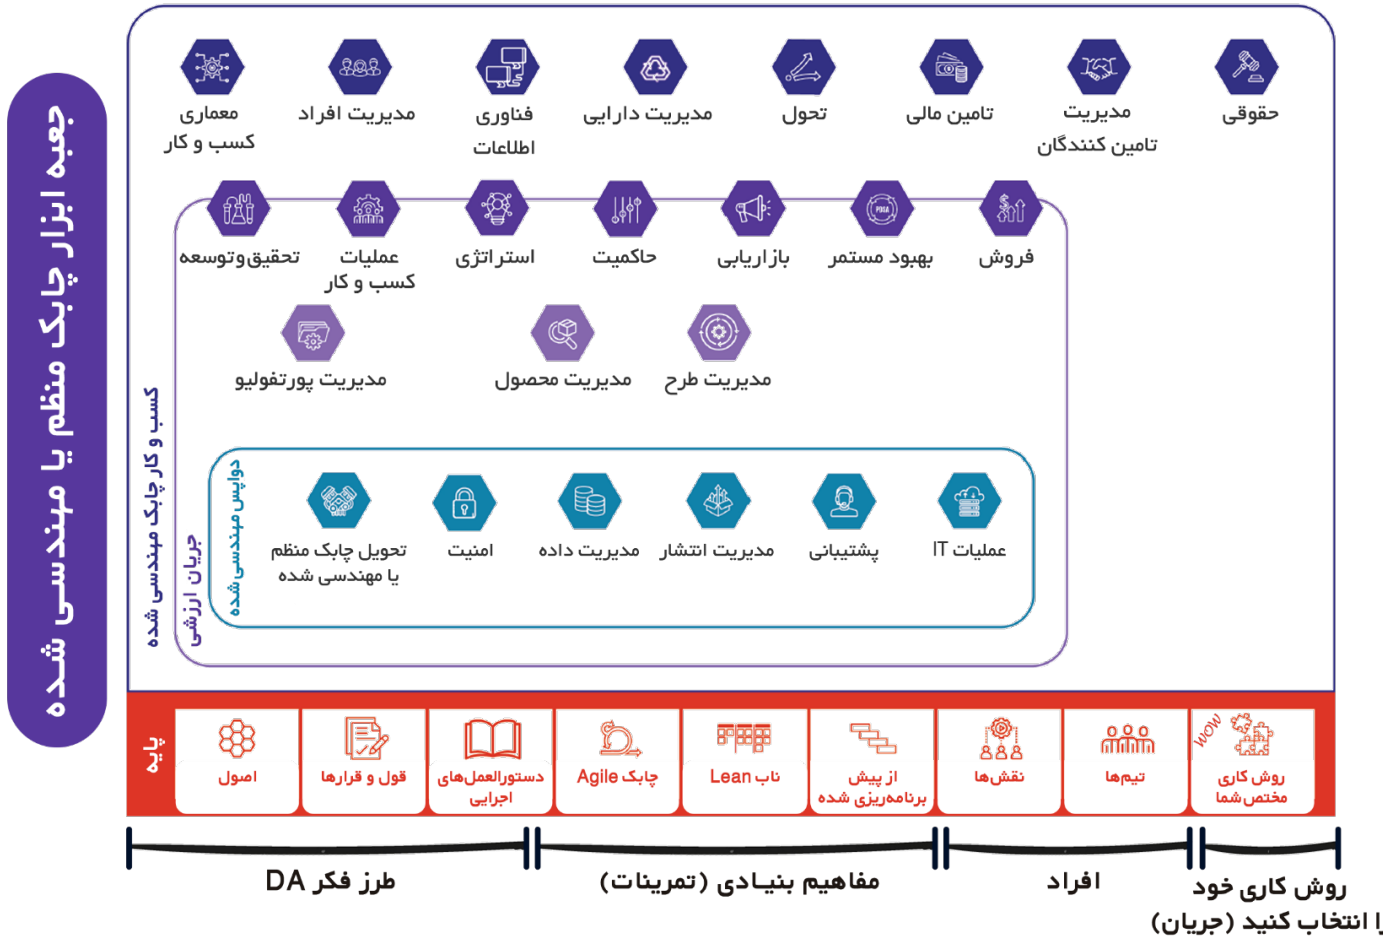 جعبه ابزار چابک منظم یا مهندسی شده
کسب و کار چابک مهندسی شده
حقوقی
مدیریت
تامین کنندگان
تامین مالی
تحول
مدیریت دارایی
فناوری
اطلاعات
مدیریت افراد
معماری
کسب و کار
جریان ارزشی
فروش
PDSA
بهبود مستمر
بازاریابی
حاکمیت
استراتژی
عملیات
کسب و کار
تحقیق‌وتوسعه
مدیریت طرح
مدیریت محصول
مدیریت پورتفولیو
دواپس مهندسی شده
عملیات IT
پشتیبانی
مدیریت انتشار
مدیریت داده
امنیت
تحویل چابک منظم
یا مهندسی شده
پایه
WOW
روش کاری
مختص شما
تیم‌ها
نقش‌ها
از پیش
برنامه‌ریزی شده
ناب Lean
چابک Agile
دستورالعمل‌های
اجرایی
قول و قرارها
اصول
روش کاری خود
را انتخاب کنید (جریان)
افراد
مفاهیم بنیادی (تمرینات)
طرز فکر DA